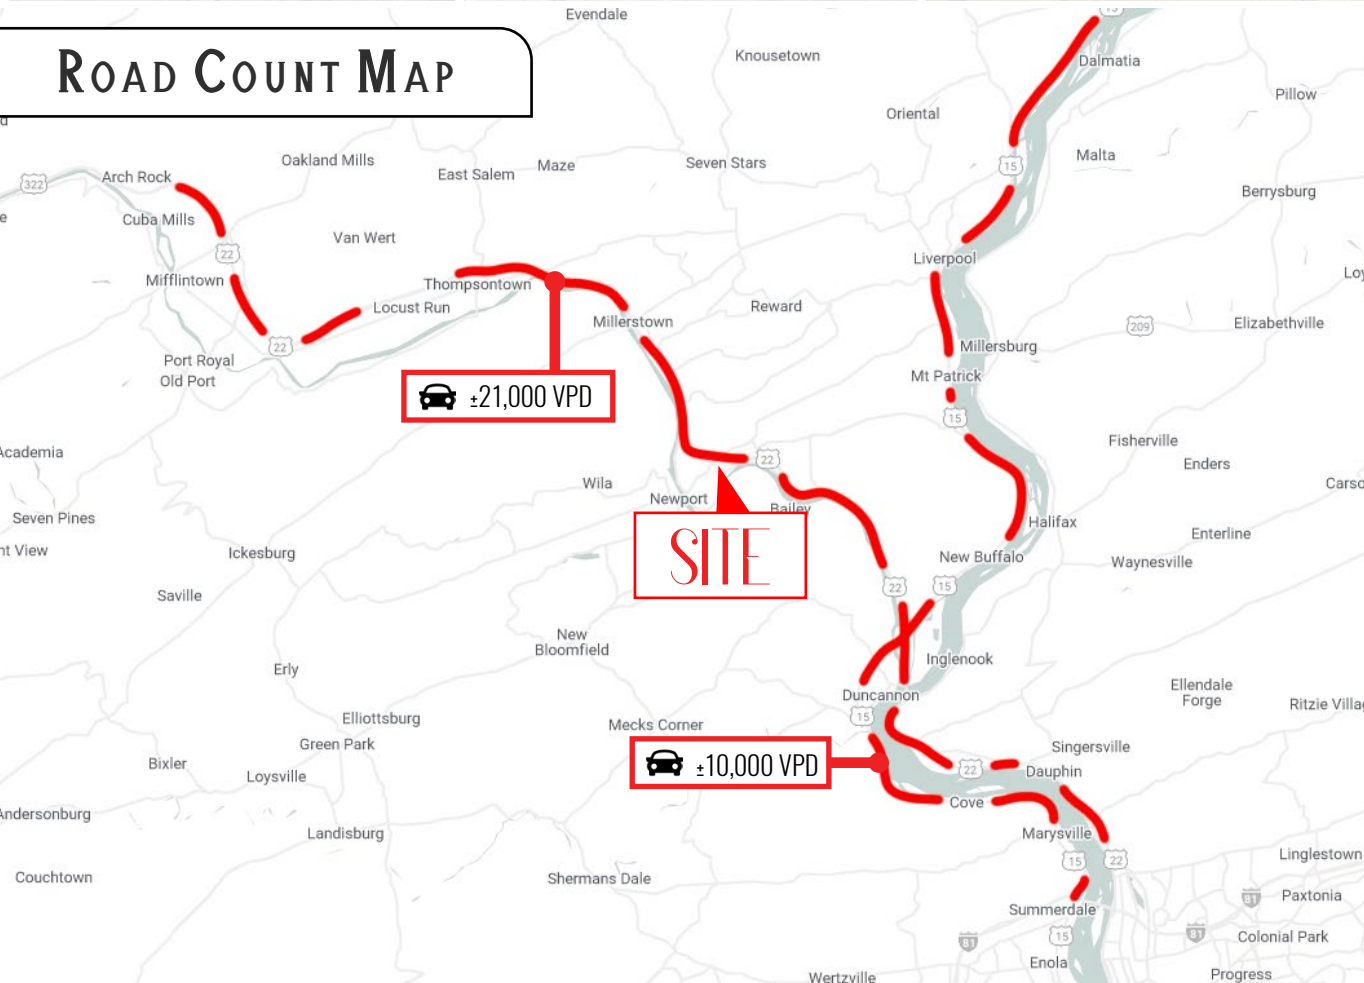 15
Evendale
ROAD COUNT MAP
Knousetown
Dalmatia
Pillow
Oriental
Oakland Mills
Maze
Seven Stars
Malta
15
East Salem
Arch Rock
322
Berrysburg
Cuba Mills
Van Wert
22
Liverpool
Mifflintown
Thompsontown
Locust Run
Reward
Millerstown
209
Elizabethville
22
Millersburg
Port Royal
Old Port
Mt Patrick
±21,000 VPD
15
Academia
Fisherville
22
Enders
Wila
Newport
Bailey
Seven Pines
Halifax
SITE
Enterline
nt View
Ickesburg
New Buffalo
Waynesville
22
15
Saville
New
Bloomfield
Inglenook
Erly
Duncannon
Ellendale
Forge
Ritzie Villag
15
Elliottsburg
Mecks Corner
Green Park
Singersville
Bixler
Loysville
±10,000 VPD
22
Dauphin
Cove
Andersonburg
Landisburg
Marysville
15
22
Linglestown
Couchtown
Shermans Dale
81
Paxtonia
Summerdale
81
81
15
Colonial Park
Enola
Wertzville
Progress